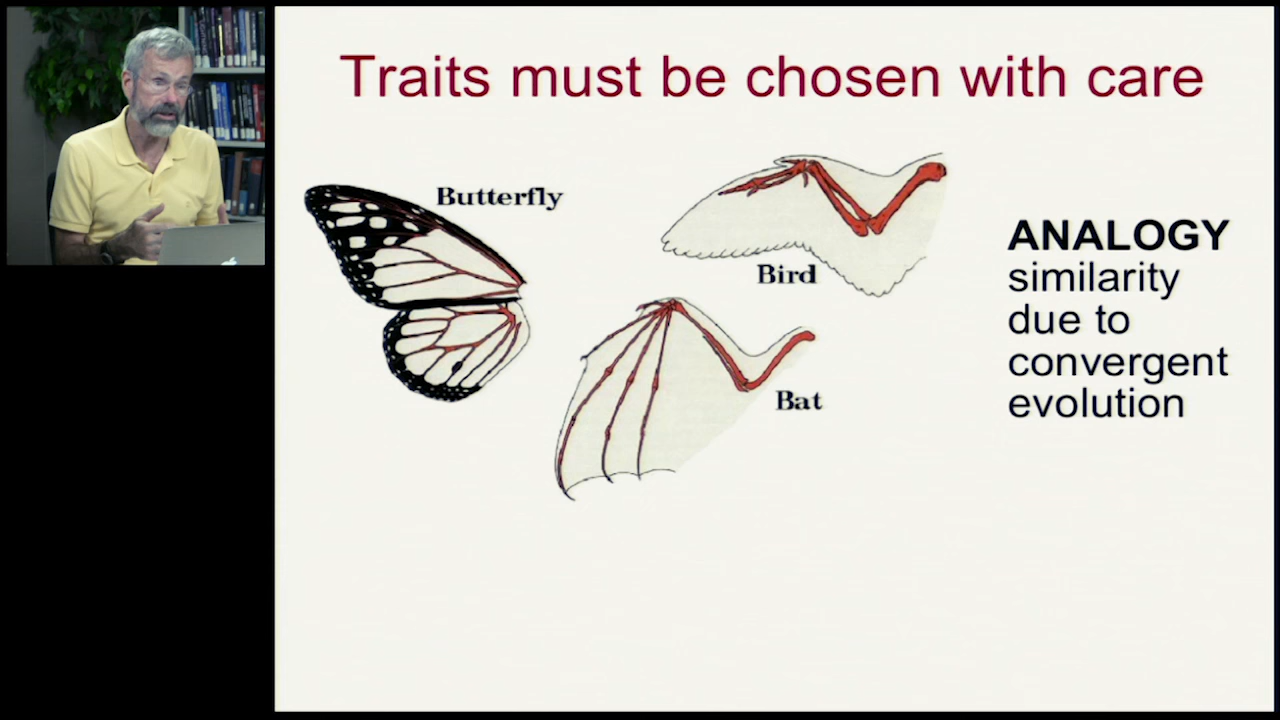 Traits must be chosen with care
Butterfly
Bird
Bat
ANALOGY
similarity
due to
convergent
evolution